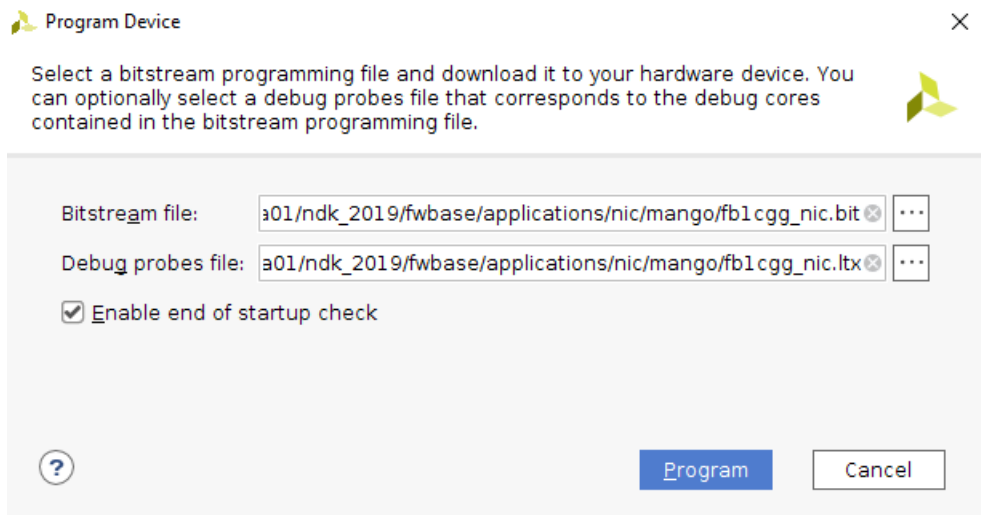 Program Device
Select a bitstream programming file and download it to your hardware device. You
can optionally select a debug probes file that corresponds to the debug cores
contained in the bitstream programming file.
Bitstream file: a01/ndk_2019/fwbase/applications/nic/mango/fb1cgg_nic.bit ...
Debug probes file: a01/ndk_2019/fwbase/applications/nic/mango/fb1cgg_nic.ltx ...
Enable end of startup check
? Program Cancel